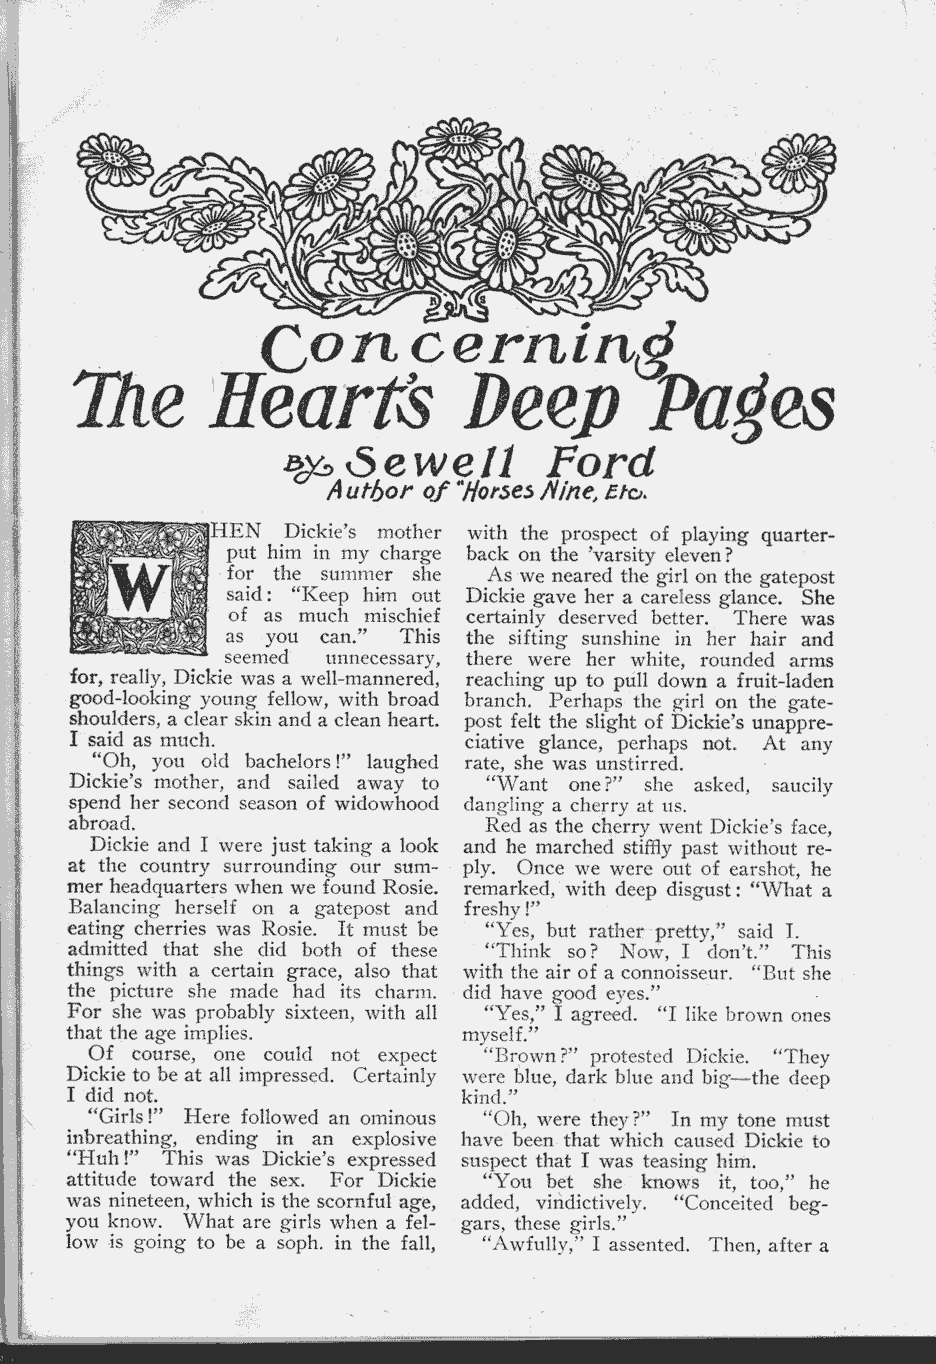 Concerning
The Heart's Deep Pages
By Sewell Ford
Author of "Horses Nine, Etc.
WHEN Dickie's mother
put him in my charge
for the summer she
said: "Keep him out
of as much mischief
as you can." This
seemed unnecessary,
for, really, Dickie was a well-mannered,
good-looking young fellow, with broad
shoulders, a clear skin and a clean heart.
I said as much.
"Oh, you old bachelors!" laughed
Dickie's mother, and sailed away to
spend her second season of widowhood
abroad.
Dickie and I were just taking a look
at the country surrounding our sum-
mer headquarters when we found Rosie.
Balancing herself on a gatepost and
eating cherries was Rosie. It must be
admitted that she did both of these
things with a certain grace, also that
the picture she made had its charm.
For she was probably sixteen, with all
that the age implies.
Of course, one could not expect
Dickie to be at all impressed. Certainly
I did not.
"Girls!" Here followed an ominous
inbreathing, ending in an explosive
"Huh!" This was Dickie's expressed
attitude toward the sex. For Dickie
was nineteen, which is the scornful age,
you know. What are girls when a fel-
low is going to be a soph. in the fall,
with the prospect of playing quarter-
back on the 'varsity eleven?
As we neared the girl on the gatepost
Dickie gave her a careless glance. She
certainly deserved better. There was
the sifting sunshine in her hair and
there were her white, rounded arms
reaching up to pull down a fruit-laden
branch. Perhaps the girl on the gate-
post felt the slight of Dickie's unappre-
ciative glance, perhaps not. At any
rate, she was unstirred.
"Want one?" she asked, saucily
dangling a cherry at us.
Red as the cherry went Dickie's face,
and he marched stiffly past without re-
ply. Once we were out of earshot, he
remarked, with deep disgust: "What a
freshy!"
"Yes, but rather pretty," said I.
"Think so? Now, I don't." This
with the air of a connoisseur. "But she
did have good eyes."
"Yes," I agreed. "I like brown ones
myself."
"Brown?" protested Dickie. "They
were blue, dark blue and big—the deep
kind."
"Oh, were they?" In my tone must
have been that which caused Dickie to
suspect that I was teasing him.
"You bet she knows it, too," he
added, vindictively. "Conceited beg-
gars, these girls."
"Awfully," I assented. Then, after a